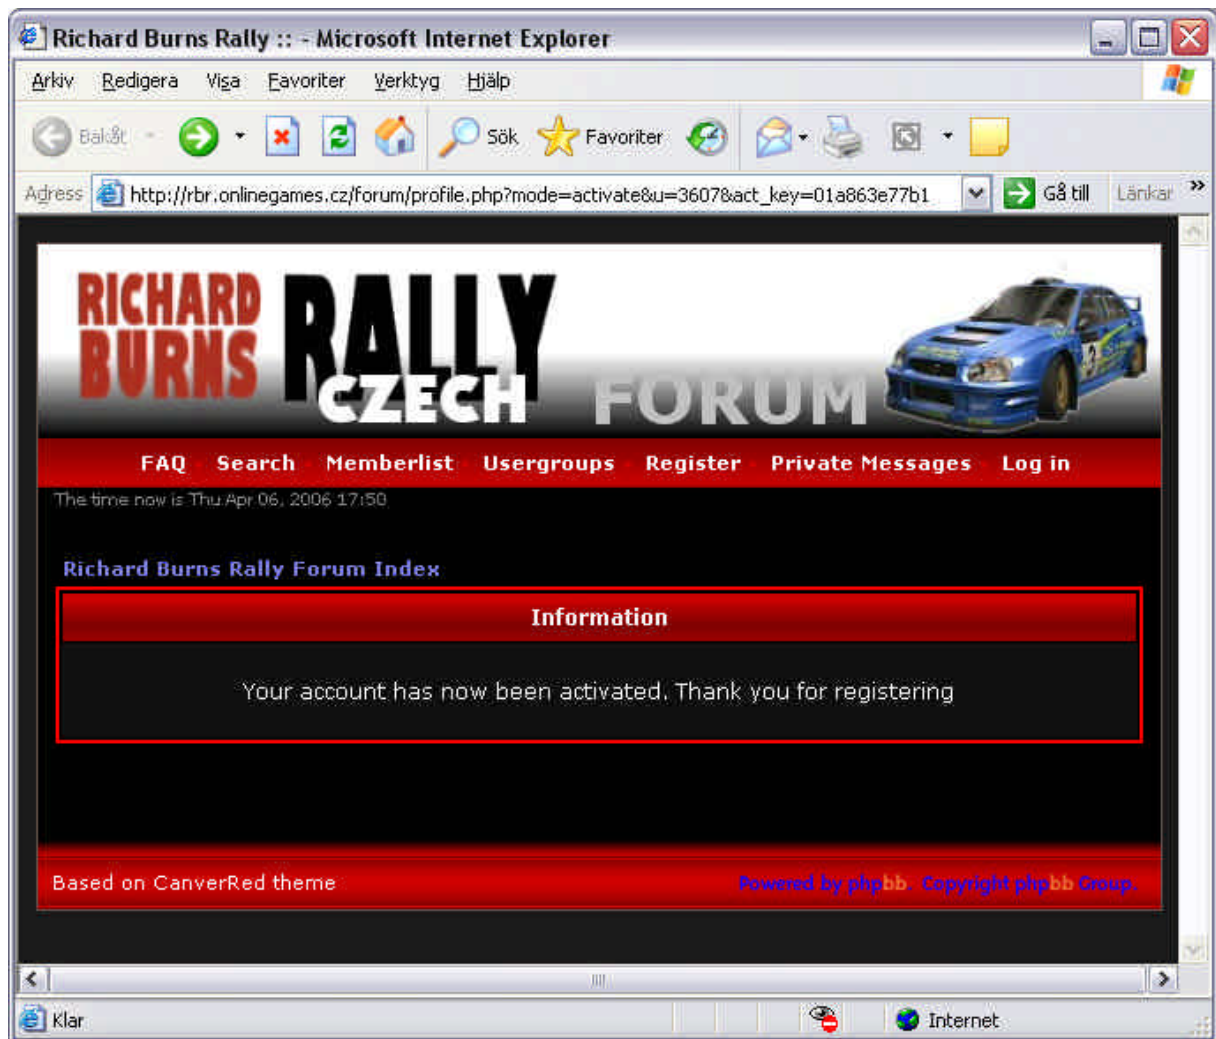 Richard Burns Rally :: - Microsoft Internet Explorer
Arkiv Redigera Visa Favoriter Verktyg Hjälp
Bakåt Sök Favoriter
Adress http://rbr.onlinegames.cz/forum/profile.php?mode=activate&u=3607&act_key=01a863e77b1 Gå till Länkar »
RICHARD BURNS RALLY
CZECH FORUM
FAQ Search Memberlist Usergroups Register Private Messages Log in
The time now is Thu Apr 06, 2006 17:50
Richard Burns Rally Forum Index
Information
Your account has now been activated. Thank you for registering
Based on CanverRed theme Powered by phpbb. Copyright phpbb Group.
Klar Internet